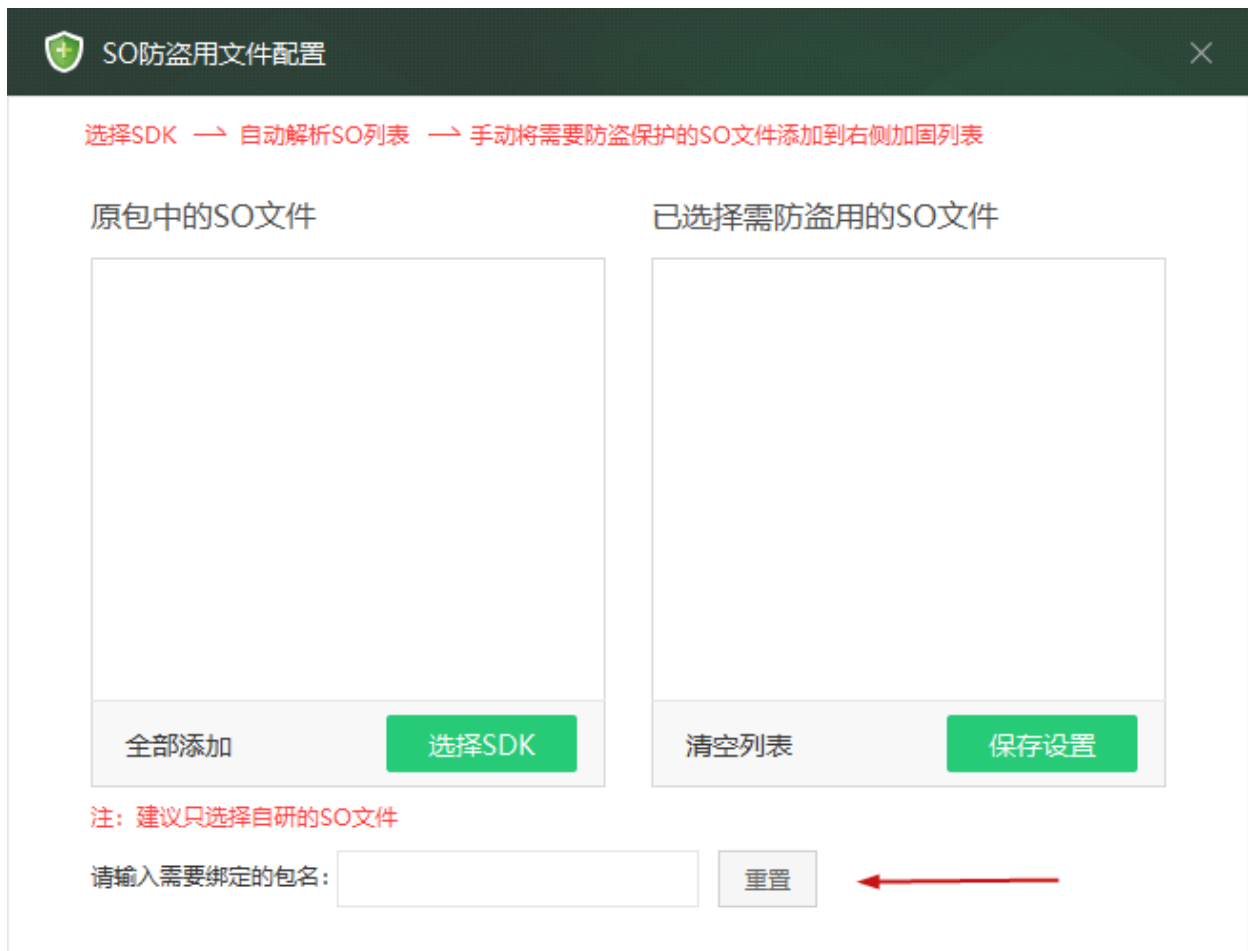 SO防盗用文件配置
选择SDK → 自动解析SO列表 → 手动将需要防盗保护的SO文件添加到右侧加固列表
原包中的SO文件
已选择需防盗用的SO文件
全部添加
选择SDK
清空列表
保存设置
注：建议只选择自研的SO文件
请输入需要绑定的包名：
重置